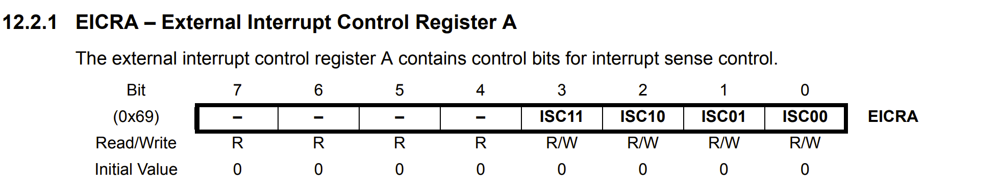 12.2.1 EICRA – External Interrupt Control Register A
The external interrupt control register A contains control bits for interrupt sense control.
Bit 7 6 5 4 3 2 1 0
(0x69) – – – – ISC11 ISC10 ISC01 ISC00 EICRA
Read/Write R R R R R/W R/W R/W R/W
Initial Value 0 0 0 0 0 0 0 0